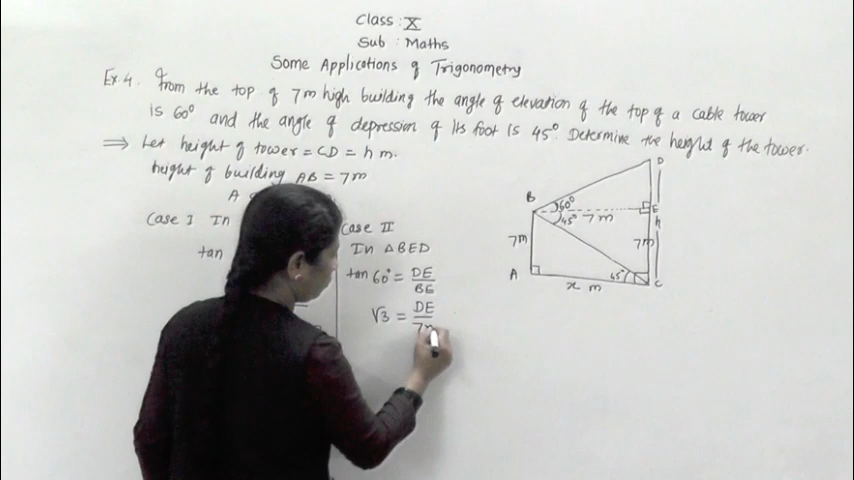 Class : X
Sub : Maths
Some Applications of Trigonometry
Ex.4. From the top of 7m high building the angle of elevation of the top of a cable tower
is 60° and the angle of depression of its foot is 45°. Determine the height of the tower.
⇒ Let height of tower = CD = h m.
height of building AB = 7m
A
Case I In
tan
Case II
In △BED
tan 60° = DE/BE
√3 = DE/7m
D
B
60°
45°
7 m
E
h
7m
7m
A
45°
C
x m